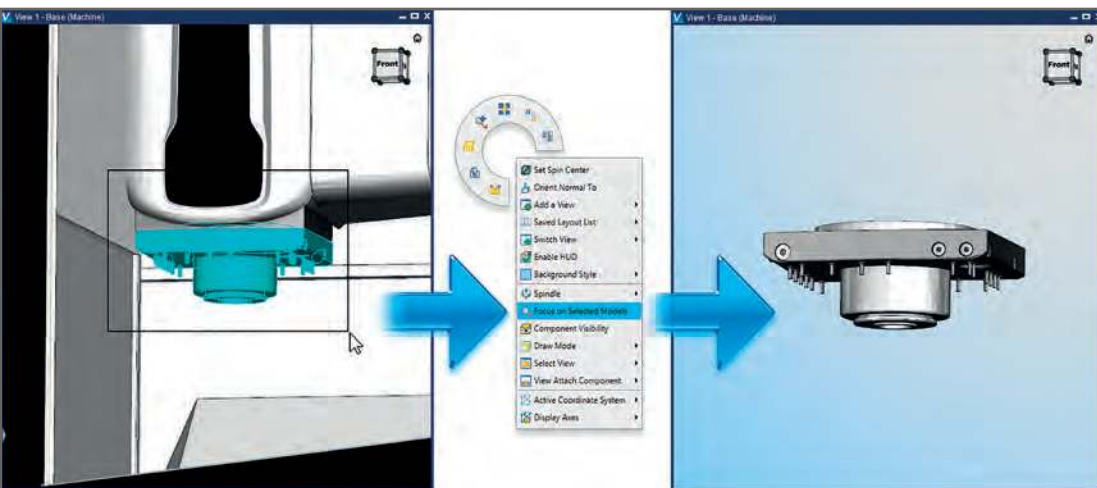 View 1 - Base (Machine)
Front
Set Spin Center
Orient Normal To
Add a View
Saved Layout List
Switch View
Enable HUD
Background Style
Spindle
Focus on Selected Models
Component Visibility
Draw Mode
Select View
View Attach Component
Active Coordinate System
Display Axes
View 1 - Base (Machine)
Front